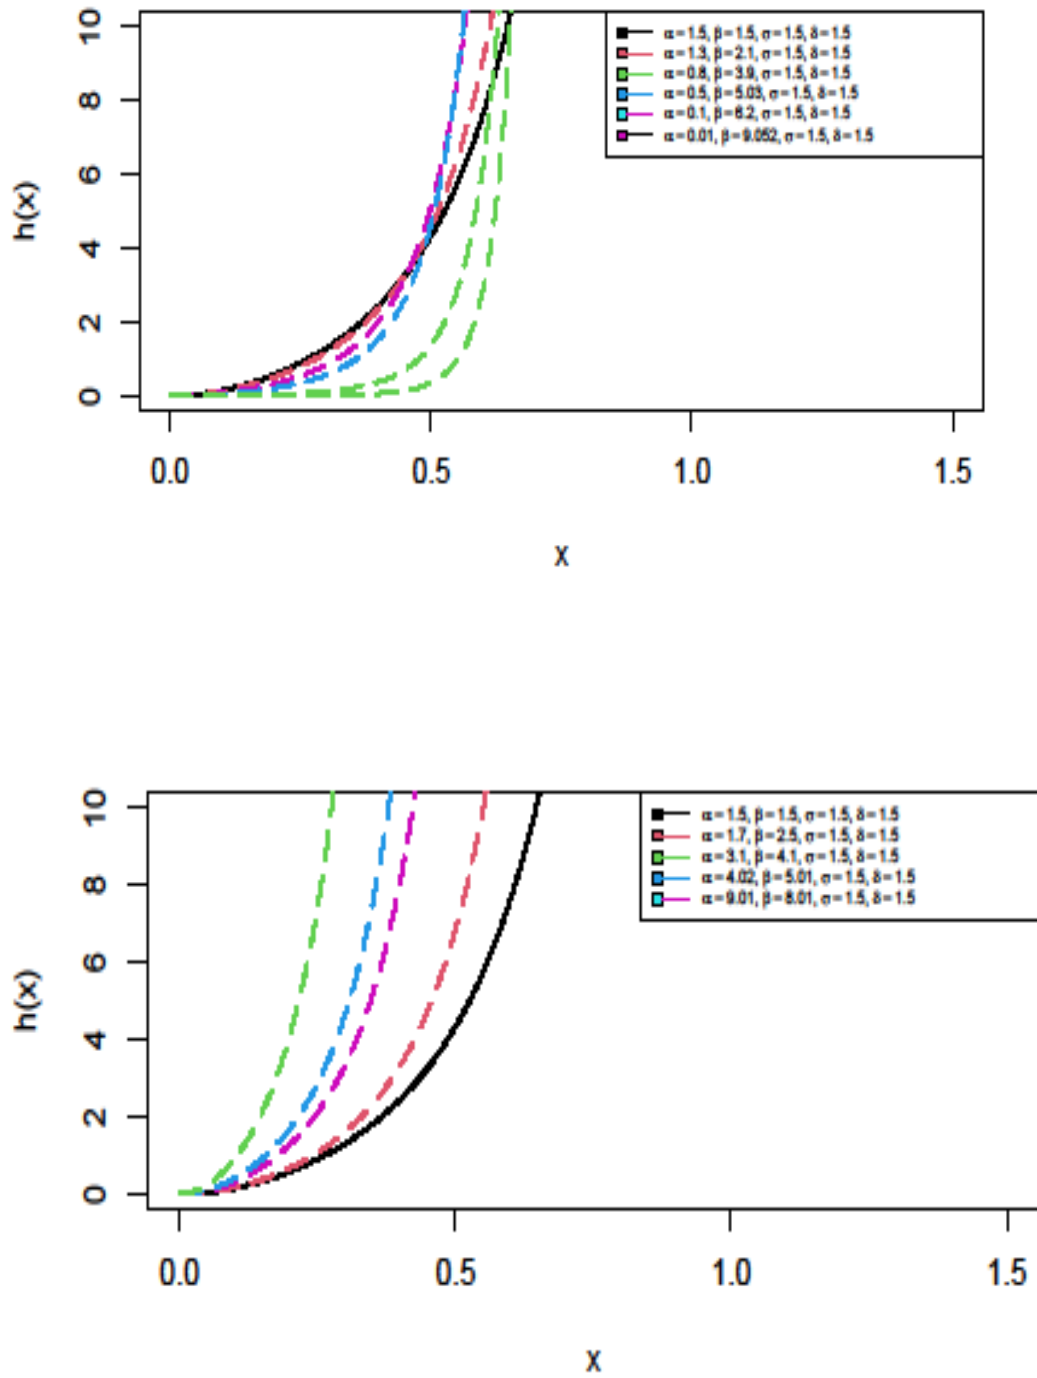 α=1.5, β=1.5, σ=1.5, δ=1.5
α=1.3, β=2.1, σ=1.5, δ=1.5
α=0.8, β=3.9, σ=1.5, δ=1.5
α=0.5, β=5.03, σ=1.5, δ=1.5
α=0.1, β=6.2, σ=1.5, δ=1.5
α=0.01, β=9.052, σ=1.5, δ=1.5
h(x)
10
8
6
4
2
0
0.0 0.5 1.0 1.5
x
α=1.5, β=1.5, σ=1.5, δ=1.5
α=1.7, β=2.5, σ=1.5, δ=1.5
α=3.1, β=4.1, σ=1.5, δ=1.5
α=4.02, β=5.01, σ=1.5, δ=1.5
α=9.01, β=8.01, σ=1.5, δ=1.5
h(x)
10
8
6
4
2
0
0.0 0.5 1.0 1.5
x